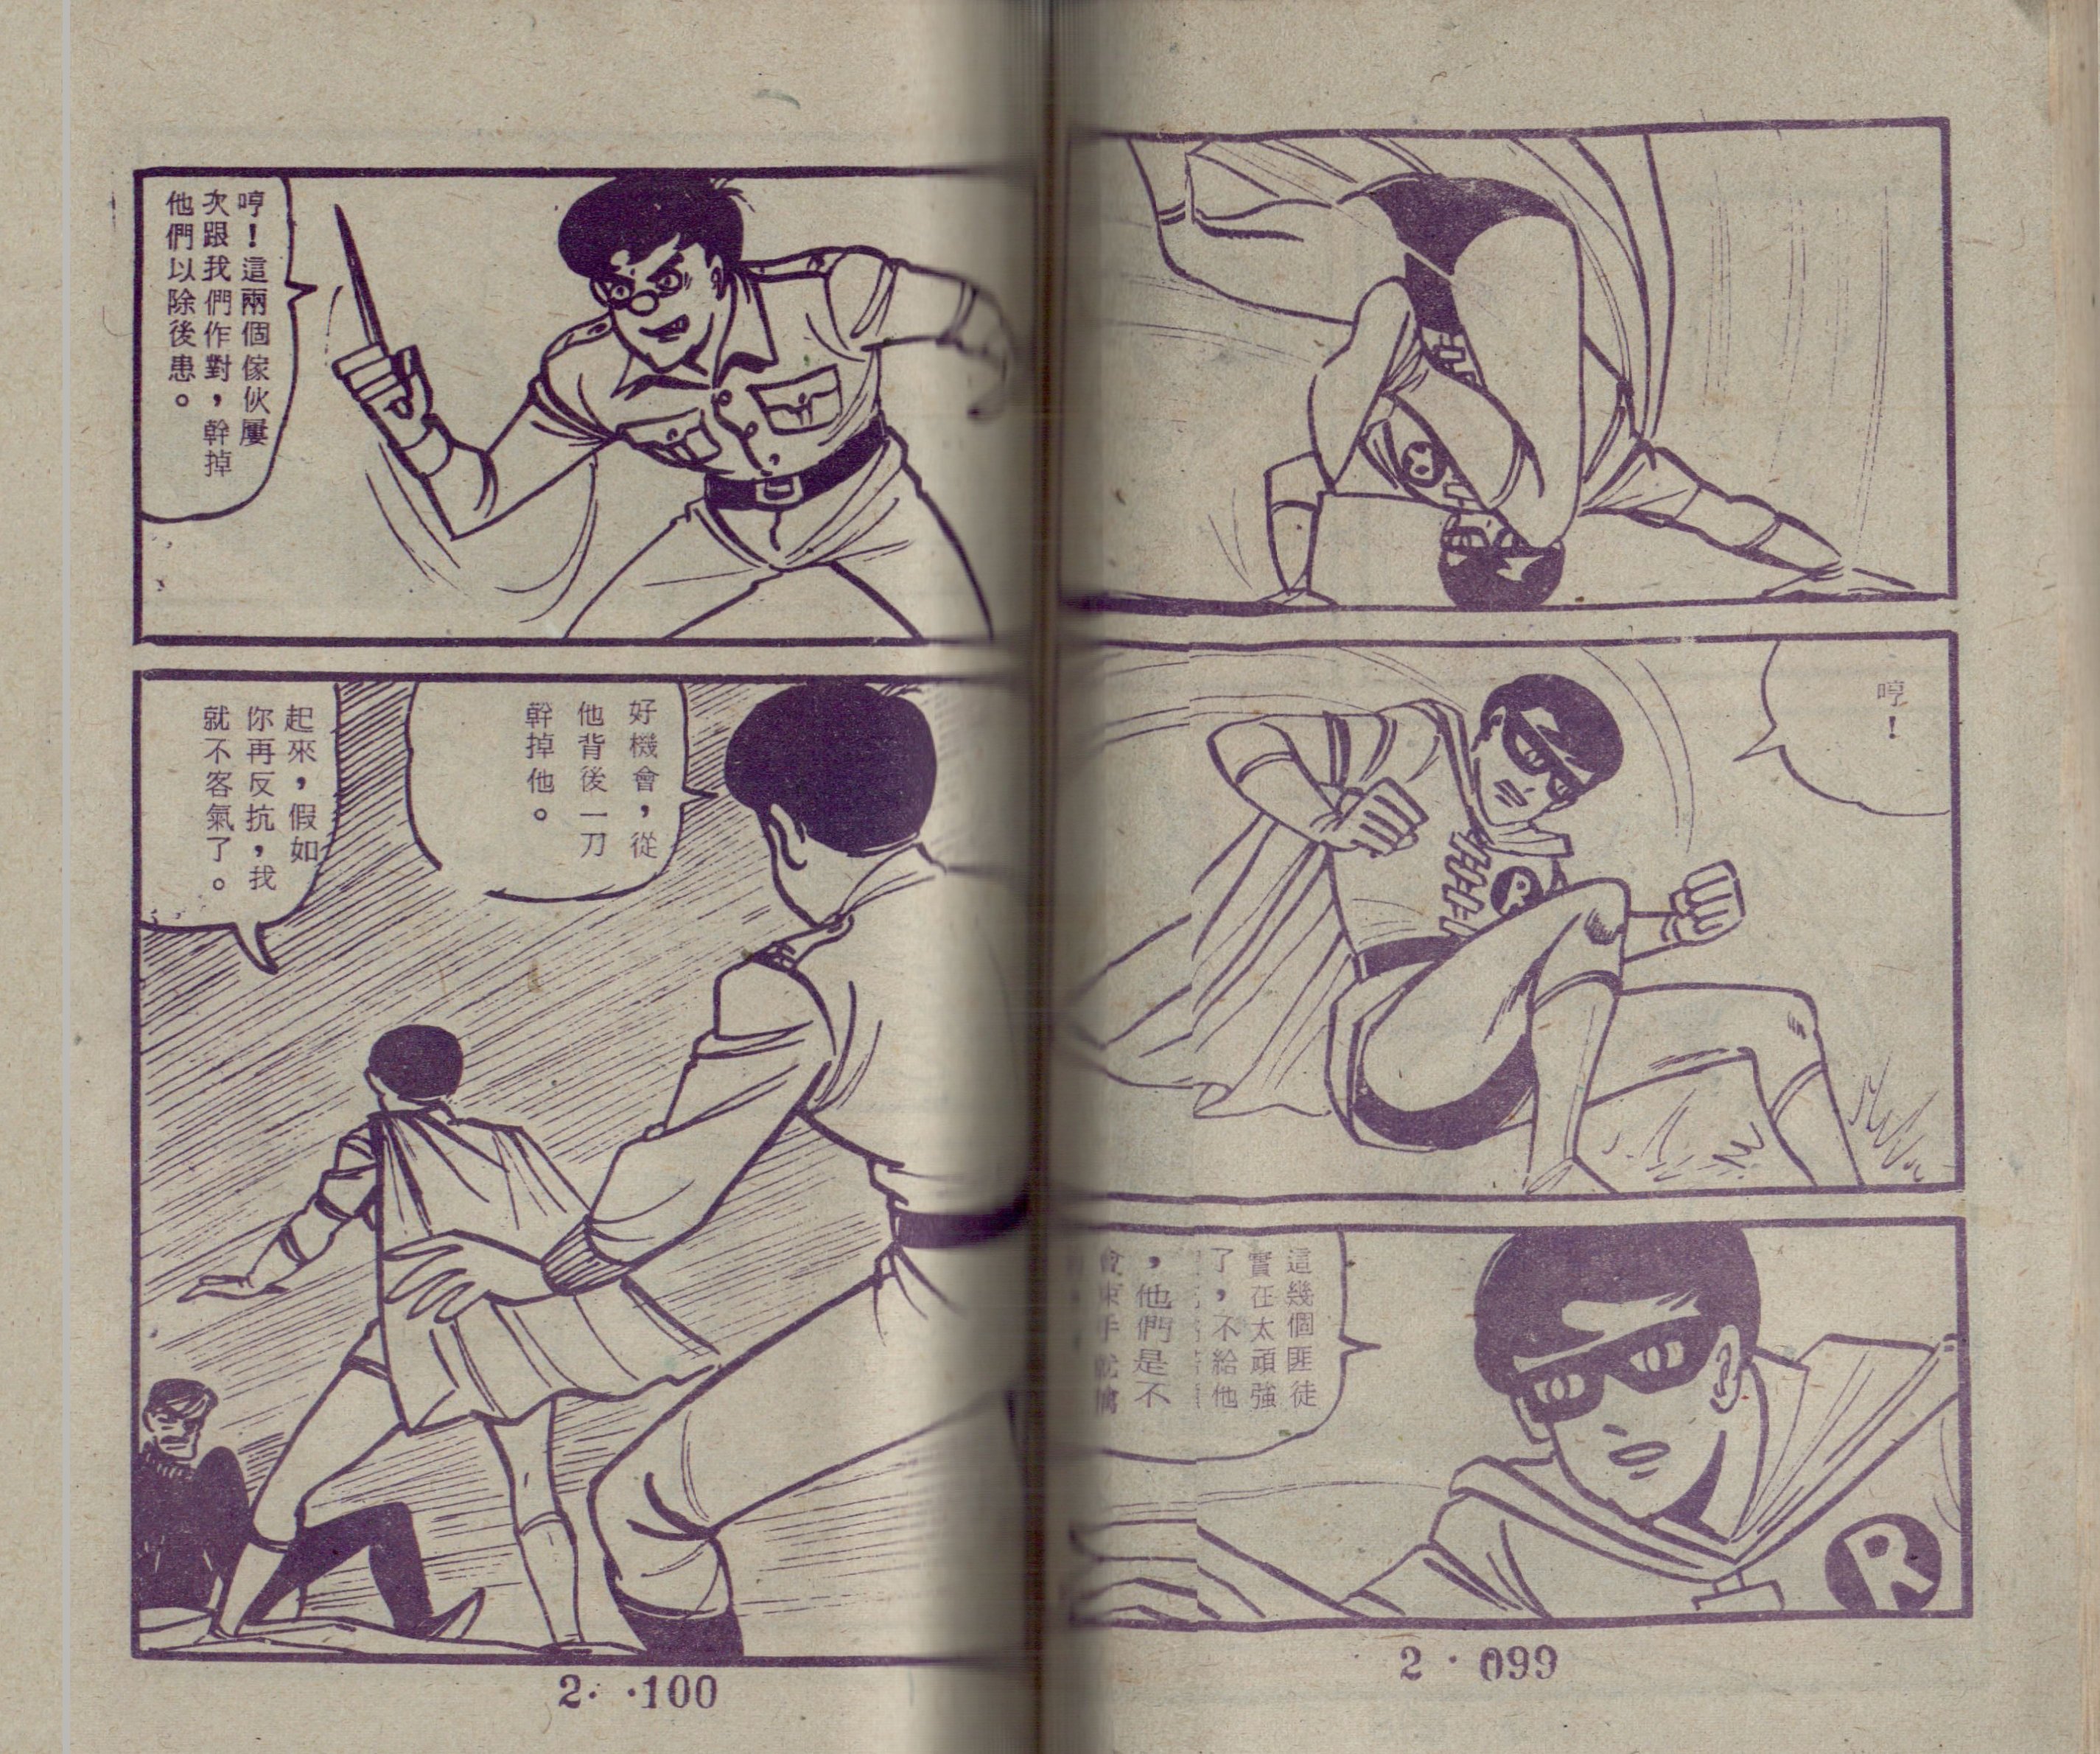 哼！
這幾個匪徒
實在太頑強
了，不給他
，他們是不
會束手就擒
R
R
2・099
哼！這兩個傢伙屢
次跟我們作對，幹掉
他們以除後患。
好機會，從
他背後一刀
幹掉他。
起來，假如
你再反抗，我
就不客氣了。
2・・100